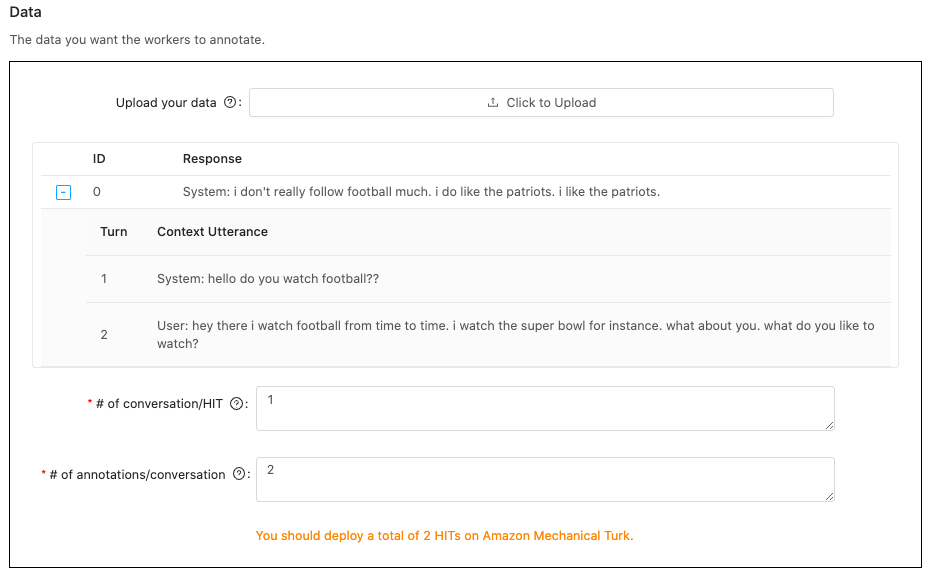 Data
The data you want the workers to annotate.
Upload your data ?:
Click to Upload
ID Response
- 0 System: i don't really follow football much. i do like the patriots. i like the patriots.
Turn Context Utterance
1 System: hello do you watch football??
2 User: hey there i watch football from time to time. i watch the super bowl for instance. what about you. what do you like to
watch?
* # of conversation/HIT ?: 1
* # of annotations/conversation ?: 2
You should deploy a total of 2 HITs on Amazon Mechanical Turk.